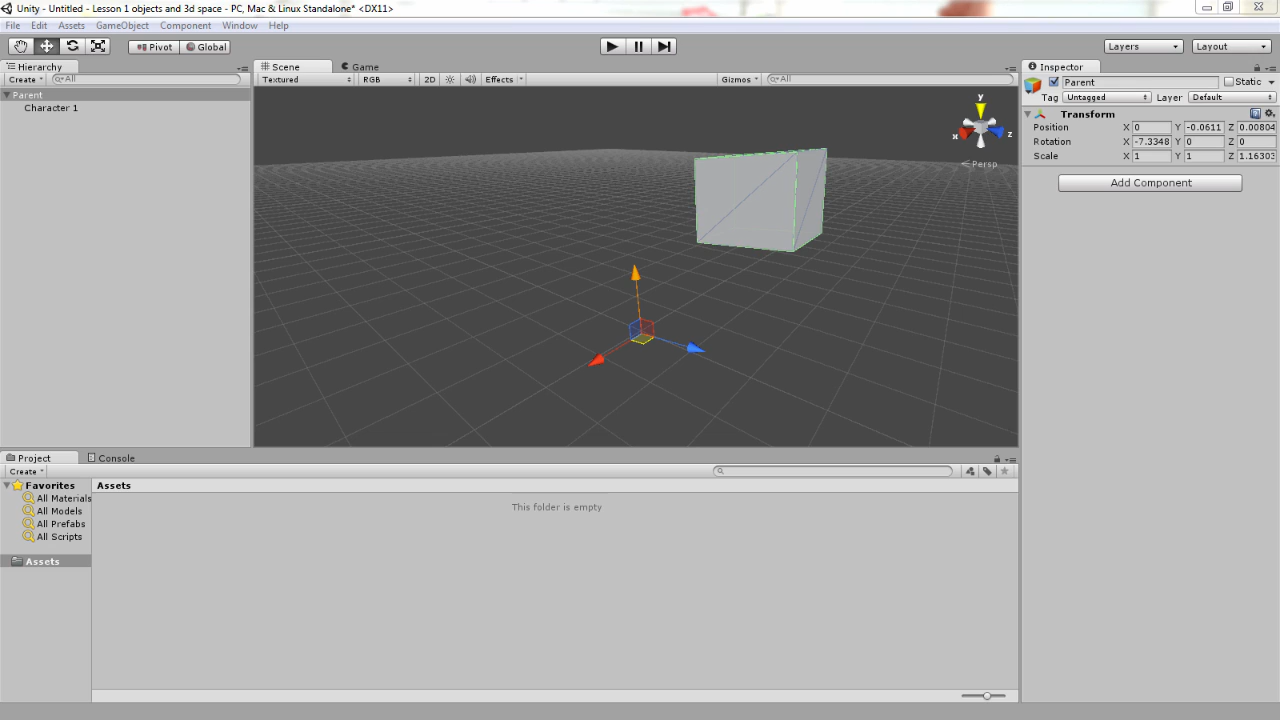 Unity - Untitled - Lesson 1 objects and 3d space - PC, Mac & Linux Standalone* <DX11>
File Edit Assets GameObject Component Window Help
Pivot Global Layers Layout
Hierarchy
Create All
Parent
Character 1
Scene Game
Textured RGB 2D Effects Gizmos All
y
x z
Persp
Inspector
Parent Static
Tag Untagged Layer Default
Transform
Position X 0 Y -0.0611 Z 0.00804
Rotation X -7.3348 Y 0 Z 0
Scale X 1 Y 1 Z 1.16303
Add Component
Project Console
Create
Favorites
All Materials
All Models
All Prefabs
All Scripts
Assets
Assets
This folder is empty